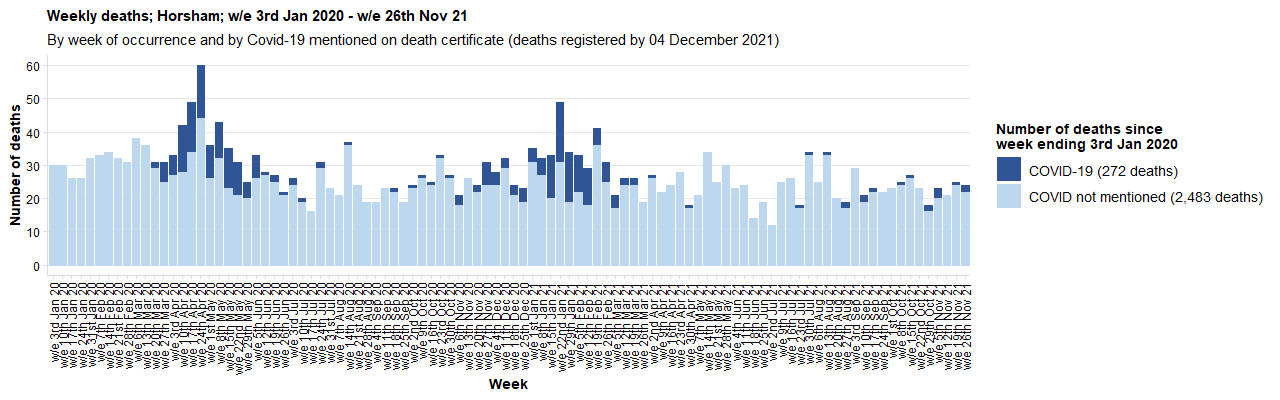 Weekly deaths; Horsham; w/e 3rd Jan 2020 - w/e 26th Nov 21
By week of occurrence and by Covid-19 mentioned on death certificate (deaths registered by 04 December 2021)
Number of deaths
60
50
40
30
20
10
0
w/e 3rd Jan 20
w/e 10th Jan 20
w/e 17th Jan 20
w/e 24th Jan 20
w/e 31st Jan 20
w/e 7th Feb 20
w/e 14th Feb 20
w/e 21st Feb 20
w/e 28th Feb 20
w/e 6th Mar 20
w/e 13th Mar 20
w/e 20th Mar 20
w/e 27th Mar 20
w/e 3rd Apr 20
w/e 10th Apr 20
w/e 17th Apr 20
w/e 24th Apr 20
w/e 1st May 20
w/e 8th May 20
w/e 15th May 20
w/e 22nd May 20
w/e 29th May 20
w/e 5th Jun 20
w/e 12th Jun 20
w/e 19th Jun 20
w/e 26th Jun 20
w/e 3rd Jul 20
w/e 10th Jul 20
w/e 17th Jul 20
w/e 24th Jul 20
w/e 31st Jul 20
w/e 7th Aug 20
w/e 14th Aug 20
w/e 21st Aug 20
w/e 28th Aug 20
w/e 4th Sep 20
w/e 11th Sep 20
w/e 18th Sep 20
w/e 25th Sep 20
w/e 2nd Oct 20
w/e 9th Oct 20
w/e 16th Oct 20
w/e 23rd Oct 20
w/e 30th Oct 20
w/e 6th Nov 20
w/e 13th Nov 20
w/e 20th Nov 20
w/e 27th Nov 20
w/e 4th Dec 20
w/e 11th Dec 20
w/e 18th Dec 20
w/e 25th Dec 20
w/e 1st Jan 21
w/e 8th Jan 21
w/e 15th Jan 21
w/e 22nd Jan 21
w/e 29th Jan 21
w/e 5th Feb 21
w/e 12th Feb 21
w/e 19th Feb 21
w/e 26th Feb 21
w/e 5th Mar 21
w/e 12th Mar 21
w/e 19th Mar 21
w/e 26th Mar 21
w/e 2nd Apr 21
w/e 9th Apr 21
w/e 16th Apr 21
w/e 23rd Apr 21
w/e 30th Apr 21
w/e 7th May 21
w/e 14th May 21
w/e 21st May 21
w/e 28th May 21
w/e 4th Jun 21
w/e 11th Jun 21
w/e 18th Jun 21
w/e 25th Jun 21
w/e 2nd Jul 21
w/e 9th Jul 21
w/e 16th Jul 21
w/e 23rd Jul 21
w/e 30th Jul 21
w/e 6th Aug 21
w/e 13th Aug 21
w/e 20th Aug 21
w/e 27th Aug 21
w/e 3rd Sep 21
w/e 10th Sep 21
w/e 17th Sep 21
w/e 24th Sep 21
w/e 1st Oct 21
w/e 8th Oct 21
w/e 15th Oct 21
w/e 22nd Oct 21
w/e 29th Oct 21
w/e 5th Nov 21
w/e 12th Nov 21
w/e 19th Nov 21
w/e 26th Nov 21
Week
Number of deaths since
week ending 3rd Jan 2020
COVID-19 (272 deaths)
COVID not mentioned (2,483 deaths)